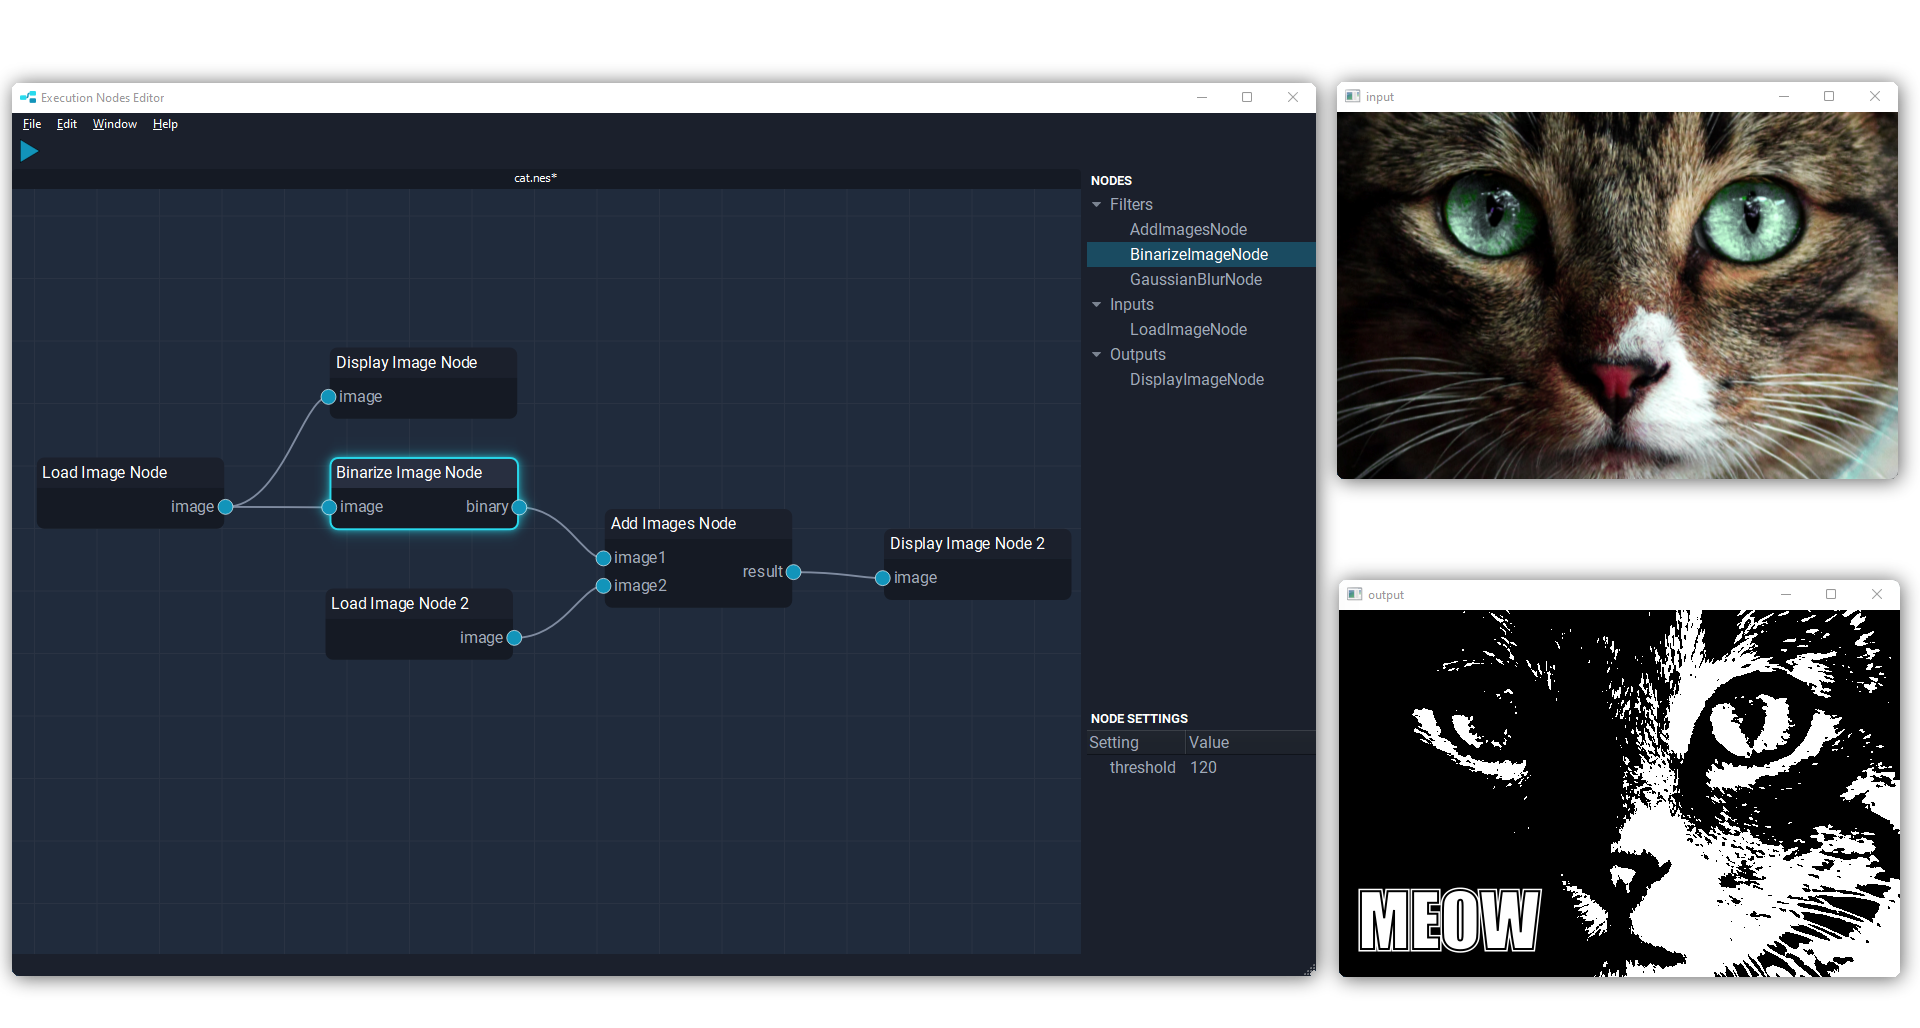 Execution Nodes Editor
File Edit Window Help
cat.nes*
Display Image Node
image
Load Image Node
image
Binarize Image Node
image binary
Load Image Node 2
image
Add Images Node
image1
image2
result
Display Image Node 2
image
NODES
Filters
AddImagesNode
BinarizeImageNode
GaussianBlurNode
Inputs
LoadImageNode
Outputs
DisplayImageNode
NODE SETTINGS
Setting Value
threshold 120
input
output
MEOW